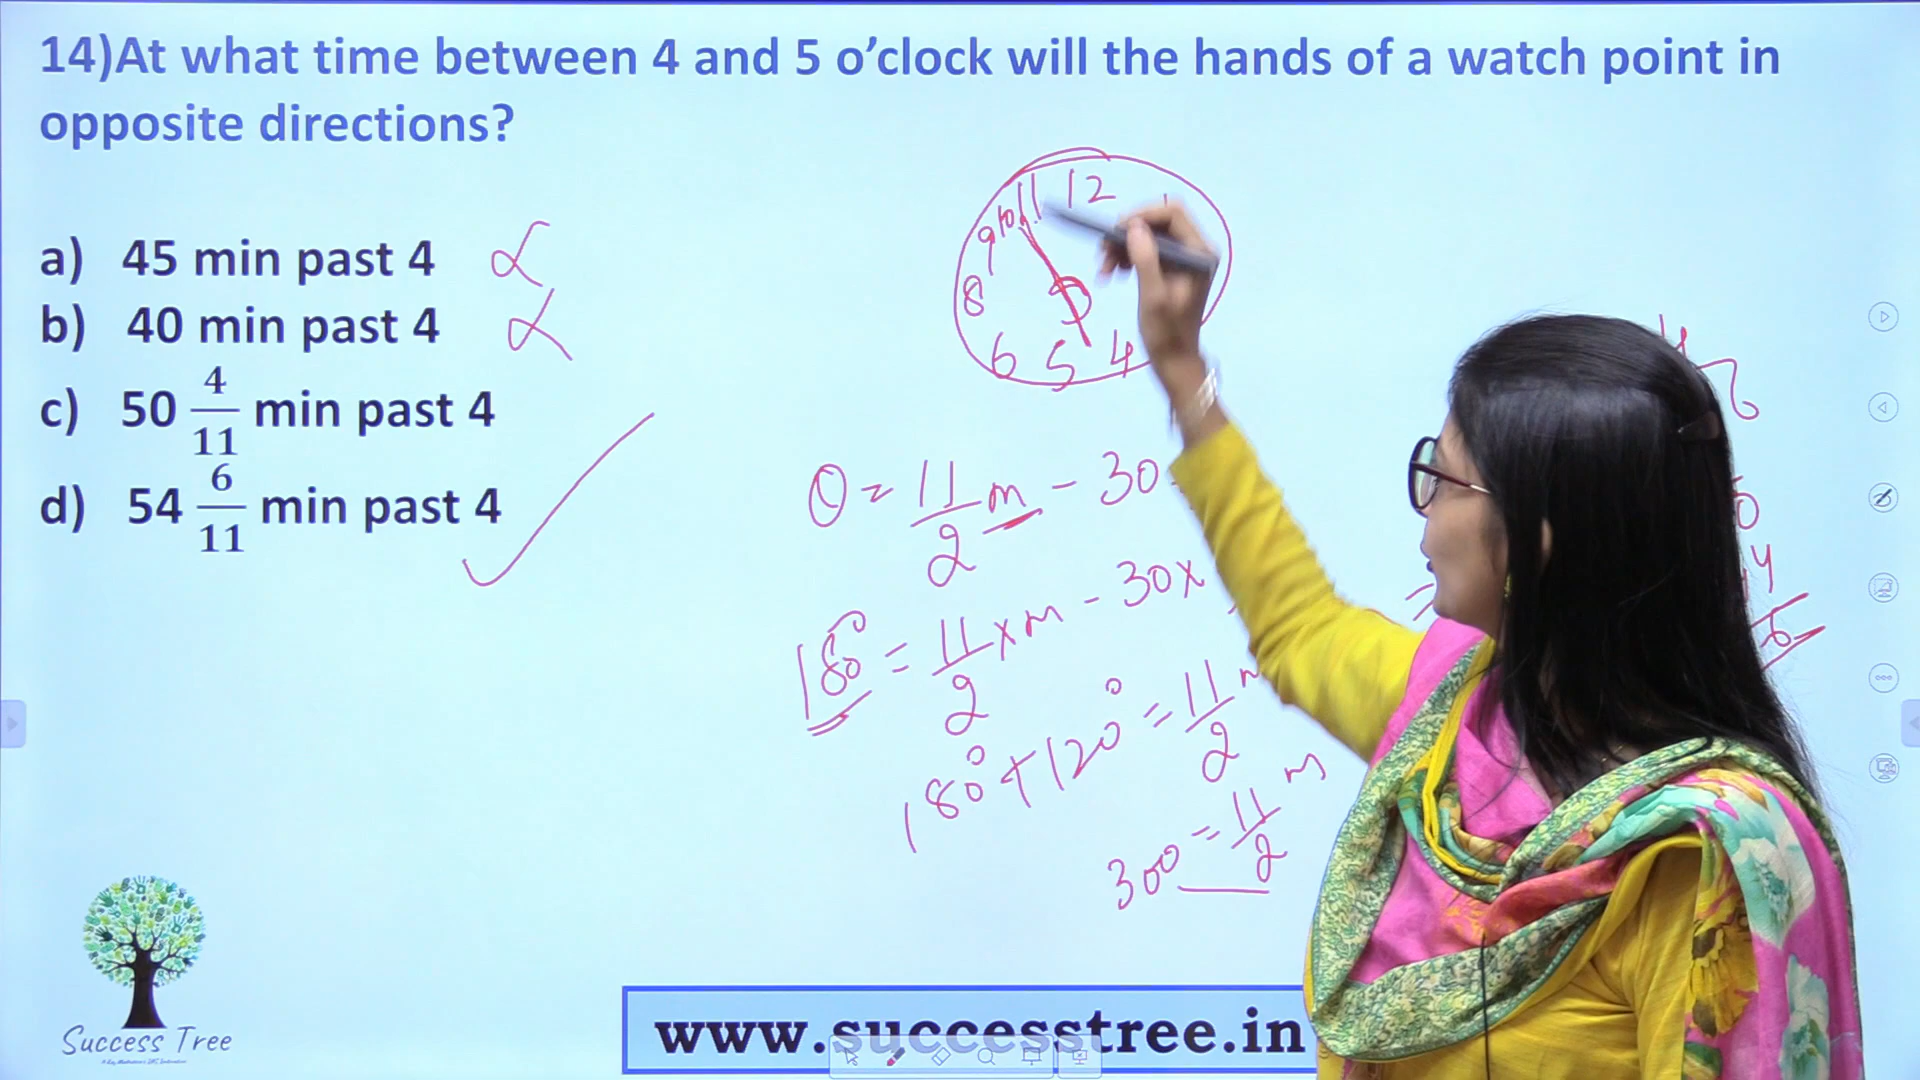 14)At what time between 4 and 5 o’clock will the hands of a watch point in
opposite directions?
a) 45 min past 4
b) 40 min past 4
c) 50 4/11 min past 4
d) 54 6/11 min past 4
11 12
10
9
8
6 5 4
θ = 11/2 m - 30
180° = 11/2 × m - 30×
180° + 120° = 11/2 m
300 = 11/2 m
Success Tree
www.successtree.in